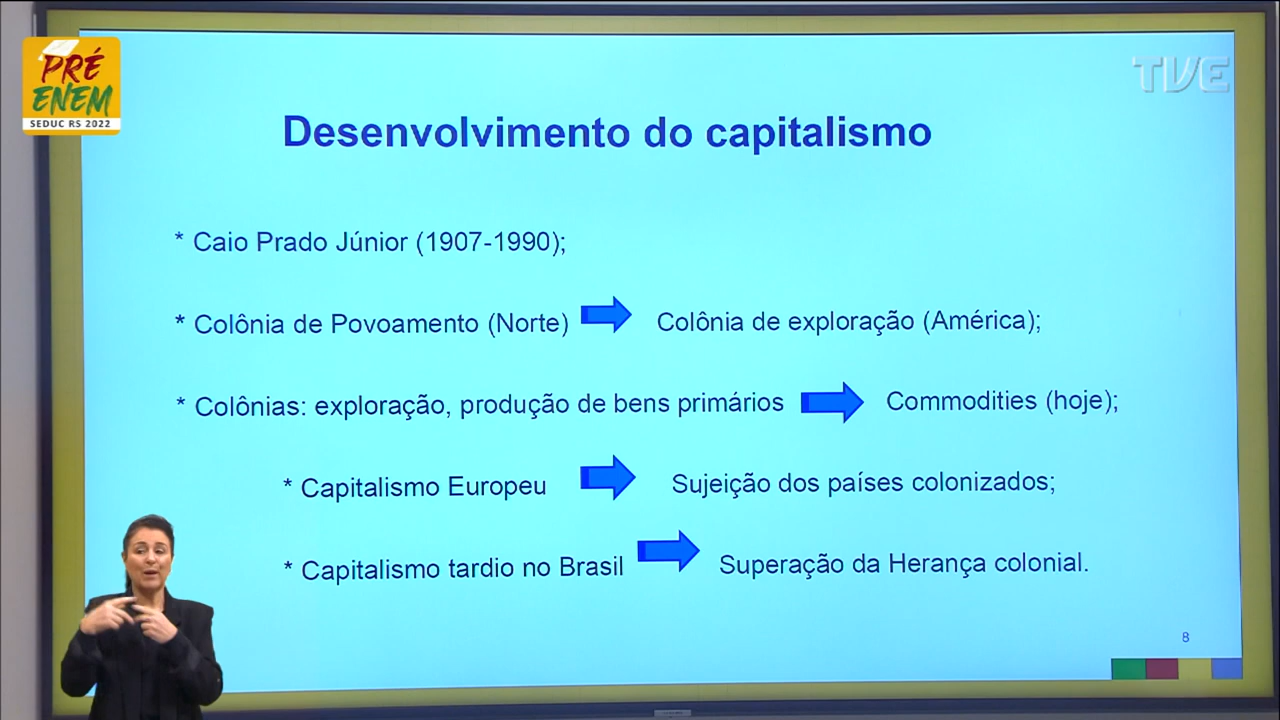 PRÉ
ENEM
SEDUC RS 2022
TVE
Desenvolvimento do capitalismo
* Caio Prado Júnior (1907-1990);
* Colônia de Povoamento (Norte) Colônia de exploração (América);
* Colônias: exploração, produção de bens primários Commodities (hoje);
* Capitalismo Europeu Sujeição dos países colonizados;
* Capitalismo tardio no Brasil Superação da Herança colonial.
8